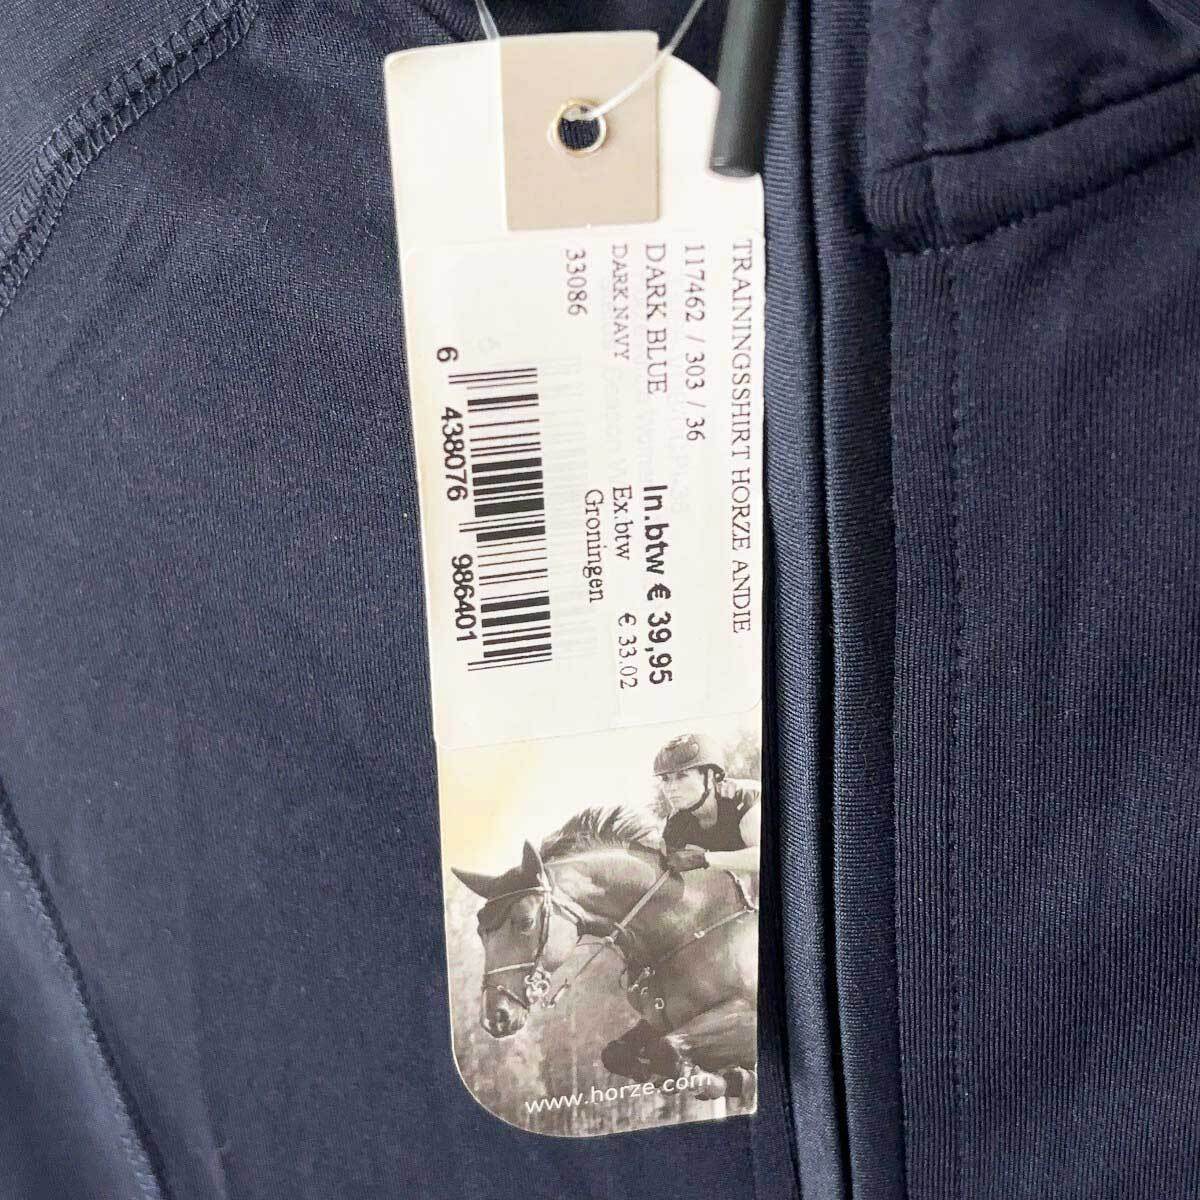 TRAININGSSHIRT HORZE ANDIE
117462 / 303 / 36
DARK BLUE
DARK NAVY
33086
In.btw € 39,95
Ex.btw € 33.02
Groningen
6 438076 986401
www.horze.com